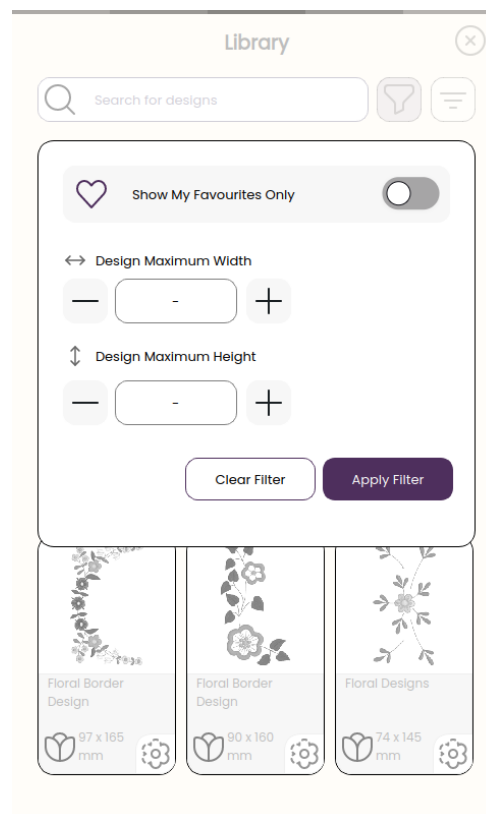 Library
Search for designs
Show My Favourites Only
Design Maximum Width
-
Design Maximum Height
-
Clear Filter
Apply Filter
Floral Border
Design
97 x 165
mm
Floral Border
Design
90 x 160
mm
Floral Designs
74 x 145
mm